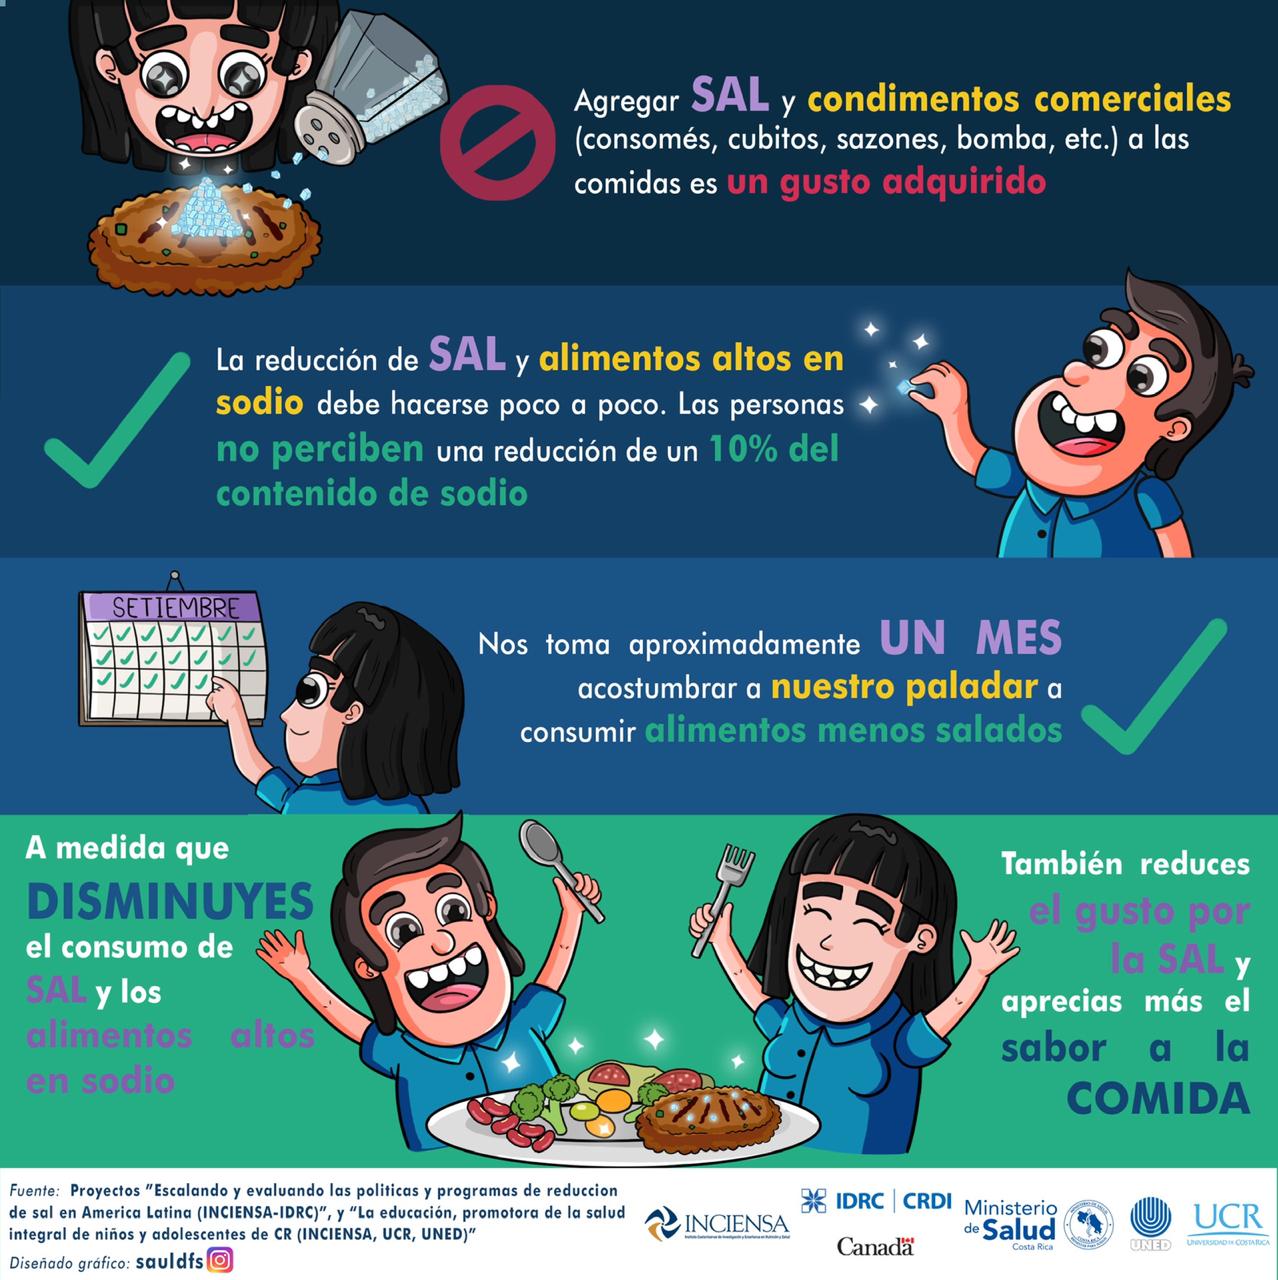 Agregar SAL y condimentos comerciales
(consomés, cubitos, sazones, bomba, etc.) a las
comidas es un gusto adquirido
La reducción de SAL y alimentos altos en
sodio debe hacerse poco a poco. Las personas
no perciben una reducción de un 10% del
contenido de sodio
SETIEMBRE
Nos toma aproximadamente UN MES
acostumbrar a nuestro paladar a
consumir alimentos menos salados
A medida que
DISMINUYES
el consumo de
SAL y los
alimentos altos
en sodio
También reduces
el gusto por
la SAL y
aprecias más el
sabor a la
COMIDA
Fuente: Proyectos "Escalando y evaluando las politicas y programas de reduccion
de sal en America Latina (INCIENSA-IDRC)", y "La educación, promotora de la salud
integral de niños y adolescentes de CR (INCIENSA, UCR, UNED)"
Diseñado gráfico: sauldfs
INCIENSA
IDRC | CRDI
Canada
Ministerio
de Salud
Costa Rica
UNED
UCR
UNIVERSIDAD DE COSTA RICA